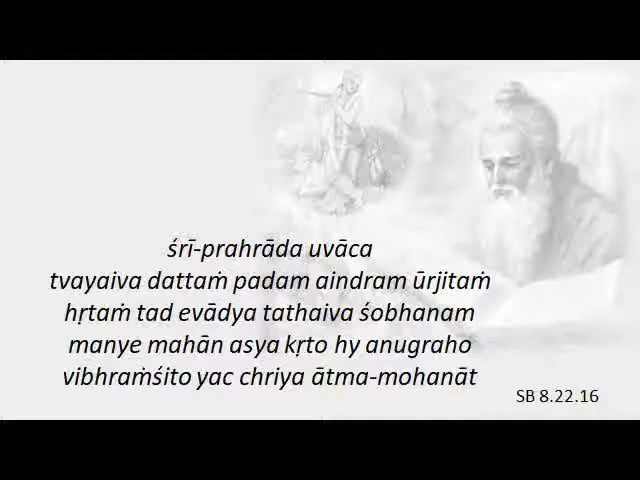 śrī-prahrāda uvāca
tvayaiva dattaṁ padam aindram ūrjitaṁ
hṛtaṁ tad evādya tathaiva śobhanam
manye mahān asya kṛto hy anugraho
vibhraṁśito yac chriya ātma-mohanāt
SB 8.22.16